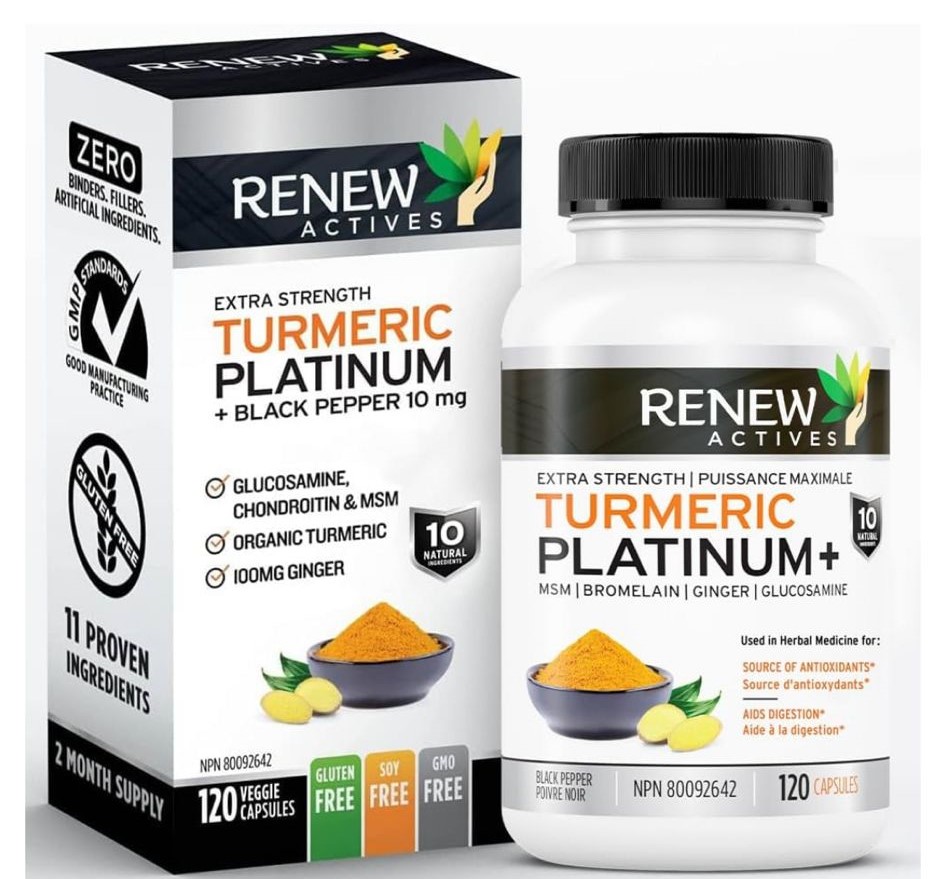 RENEW
ACTIVES
ZERO
BINDERS. FILLERS.
ARTIFICIAL INGREDIENTS.
GMP STANDARDS
GOOD MANUFACTURING
PRACTICE
GLUTEN FREE
11 PROVEN
INGREDIENTS
2 MONTH SUPPLY
RENEW
ACTIVES
EXTRA STRENGTH
TURMERIC
PLATINUM
+ BLACK PEPPER 10 mg
GLUCOSAMINE,
CHONDROITIN & MSM
ORGANIC TURMERIC
100MG GINGER
10
NATURAL
INGREDIENTS
NPN 80092642
120 VEGGIE
CAPSULES
GLUTEN
FREE
SOY
FREE
GMO
FREE
RENEW
ACTIVES
EXTRA STRENGTH | PUISSANCE MAXIMALE
TURMERIC
PLATINUM+
MSM | BROMELAIN | GINGER | GLUCOSAMINE
10
NATURAL
INGREDIENTS
Used in Herbal Medicine for:
SOURCE OF ANTIOXIDANTS*
Source d'antioxydants*
AIDS DIGESTION*
Aide à la digestion*
BLACK PEPPER
POIVRE NOIR
NPN 80092642
120 CAPSULES